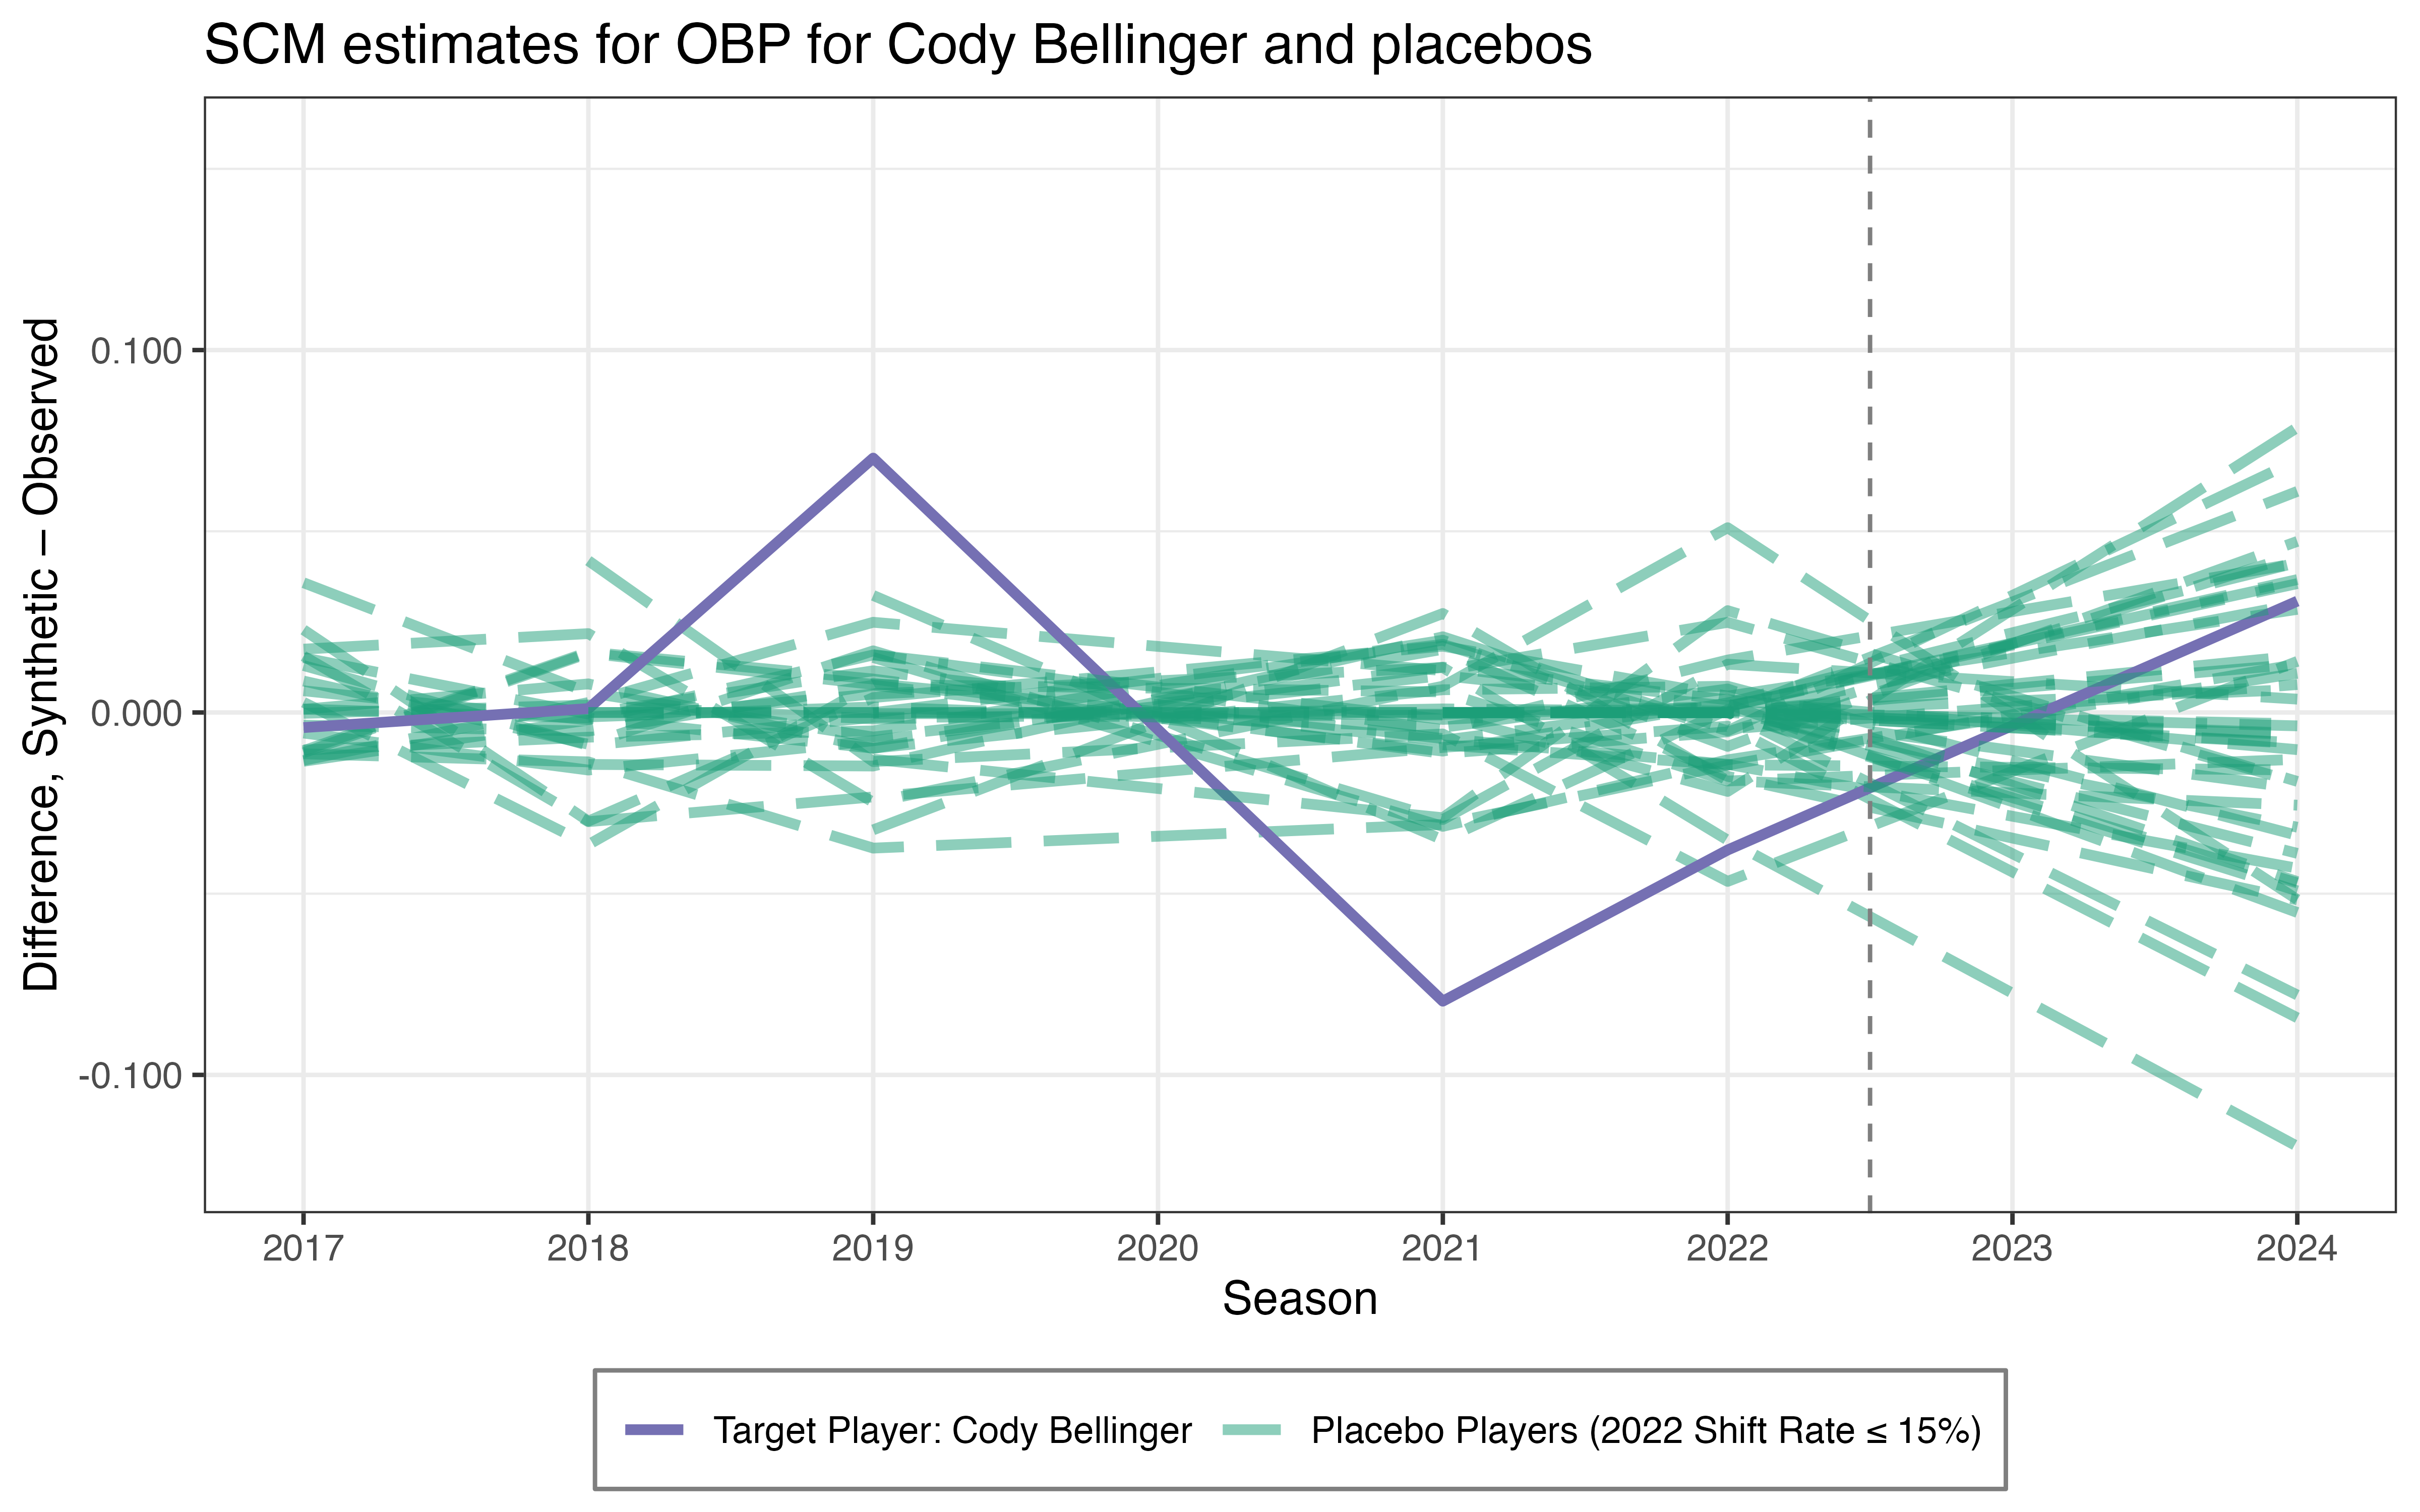 SCM estimates for OBP for Cody Bellinger and placebos
Difference, Synthetic − Observed
0.100
0.000
-0.100
2017 2018 2019 2020 2021 2022 2023 2024
Season
Target Player: Cody Bellinger Placebo Players (2022 Shift Rate ≤ 15%)